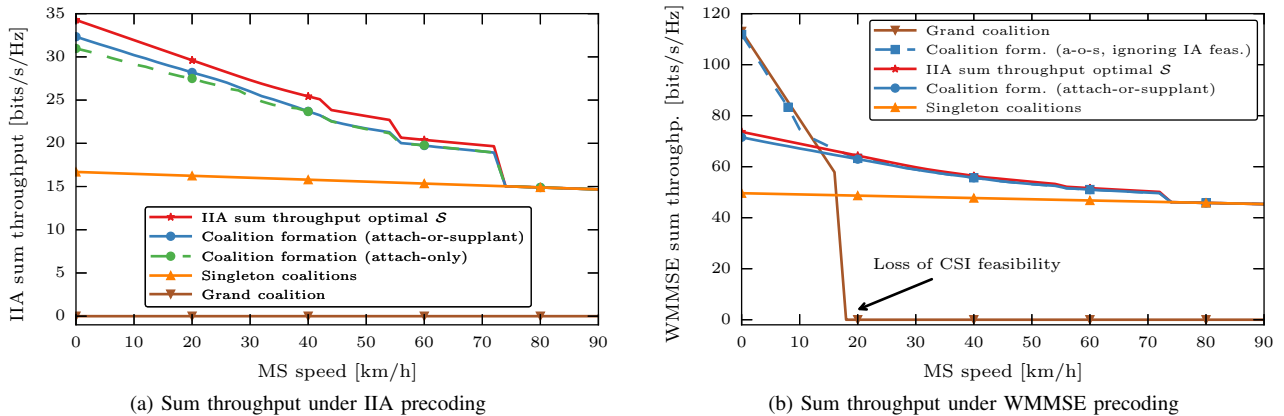 35
30
25
20
15
10
5
0
IIA sum throughput [bits/s/Hz]
IIA sum throughput optimal 𝒮
Coalition formation (attach-or-supplant)
Coalition formation (attach-only)
Singleton coalitions
Grand coalition
0 10 20 30 40 50 60 70 80 90
MS speed [km/h]
(a) Sum throughput under IIA precoding
120
100
80
60
40
20
0
WMMSE sum throughp. [bits/s/Hz]
Grand coalition
Coalition form. (a-o-s, ignoring IA feas.)
IIA sum throughput optimal 𝒮
Coalition form. (attach-or-supplant)
Singleton coalitions
Loss of CSI feasibility
0 10 20 30 40 50 60 70 80 90
MS speed [km/h]
(b) Sum throughput under WMMSE precoding